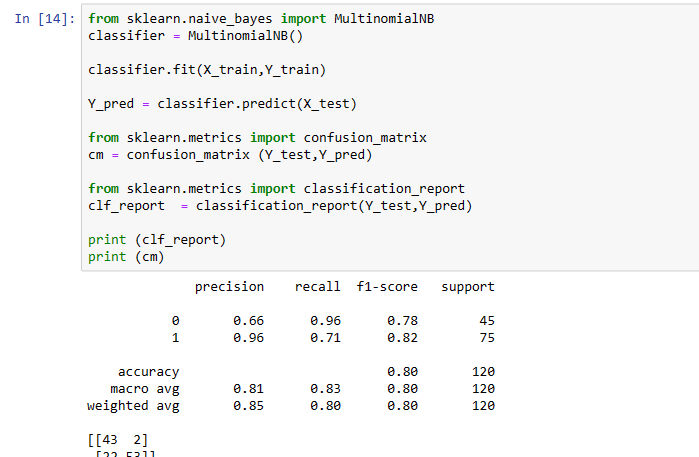 In [14]: from sklearn.naive_bayes import MultinomialNB
classifier = MultinomialNB()
classifier.fit(X_train,Y_train)
Y_pred = classifier.predict(X_test)
from sklearn.metrics import confusion_matrix
cm = confusion_matrix (Y_test,Y_pred)
from sklearn.metrics import classification_report
clf_report  = classification_report(Y_test,Y_pred)
print (clf_report)
print (cm)
precision    recall  f1-score   support
0       0.66      0.96      0.78        45
1       0.96      0.71      0.82        75
accuracy                           0.80       120
macro avg       0.81      0.83      0.80       120
weighted avg       0.85      0.80      0.80       120
[[43  2]
[22 53]]